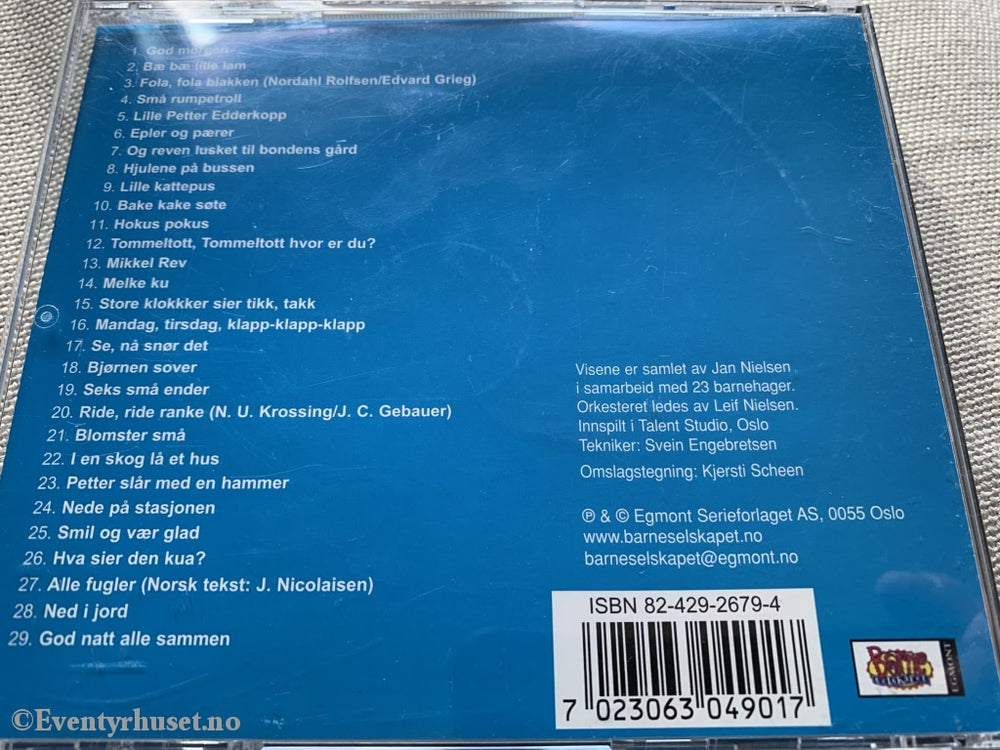 1. God morgen
2. Bæ bæ lille lam
3. Fola, fola blakken (Nordahl Rolfsen/Edvard Grieg)
4. Små rumpetroll
5. Lille Petter Edderkopp
6. Epler og pærer
7. Og reven lusket til bondens gård
8. Hjulene på bussen
9. Lille kattepus
10. Bake kake søte
11. Hokus pokus
12. Tommeltott, Tommeltott hvor er du?
13. Mikkel Rev
14. Melke ku
15. Store klokkker sier tikk, takk
16. Mandag, tirsdag, klapp-klapp-klapp
17. Se, nå snør det
18. Bjørnen sover
19. Seks små ender
20. Ride, ride ranke (N. U. Krossing/J. C. Gebauer)
21. Blomster små
22. I en skog lå et hus
23. Petter slår med en hammer
24. Nede på stasjonen
25. Smil og vær glad
26. Hva sier den kua?
27. Alle fugler (Norsk tekst: J. Nicolaisen)
28. Ned i jord
29. God natt alle sammen
Visene er samlet av Jan Nielsen
i samarbeid med 23 barnehager.
Orkesteret ledes av Leif Nielsen.
Innspilt i Talent Studio, Oslo
Tekniker: Svein Engebretsen
Omslagstegning: Kjersti Scheen
℗ & © Egmont Serieforlaget AS, 0055 Oslo
www.barneselskapet.no
barneselskapet@egmont.no
ISBN 82-429-2679-4
7 023063 049017
EGMONT
©Eventyrhuset.no